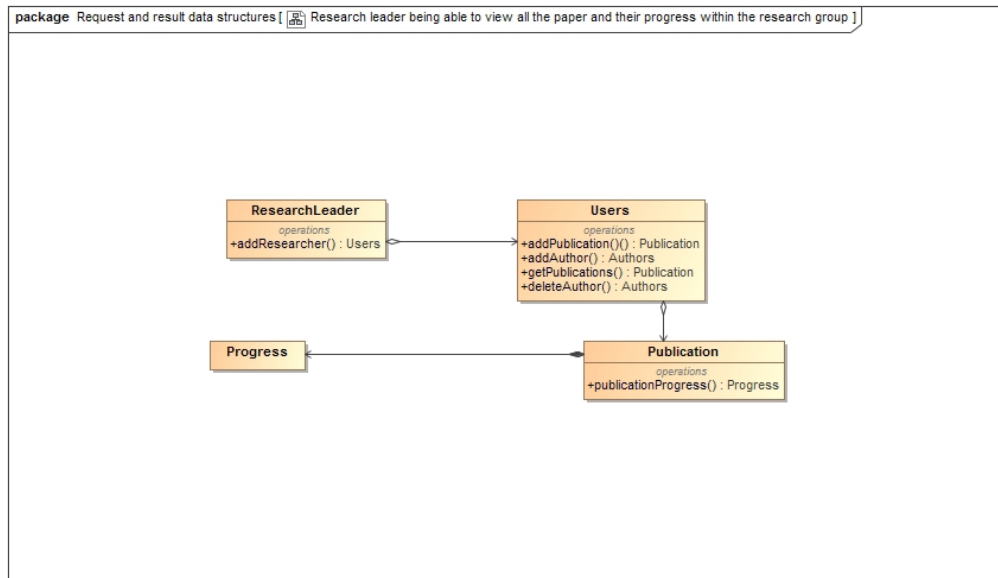 package Request and result data structures [ Research leader being able to view all the paper and their progress within the research group ]
ResearchLeader
operations
+addResearcher() : Users
Users
operations
+addPublication()() : Publication
+addAuthor() : Authors
+getPublications() : Publication
+deleteAuthor() : Authors
Progress
Publication
operations
+publicationProgress() : Progress